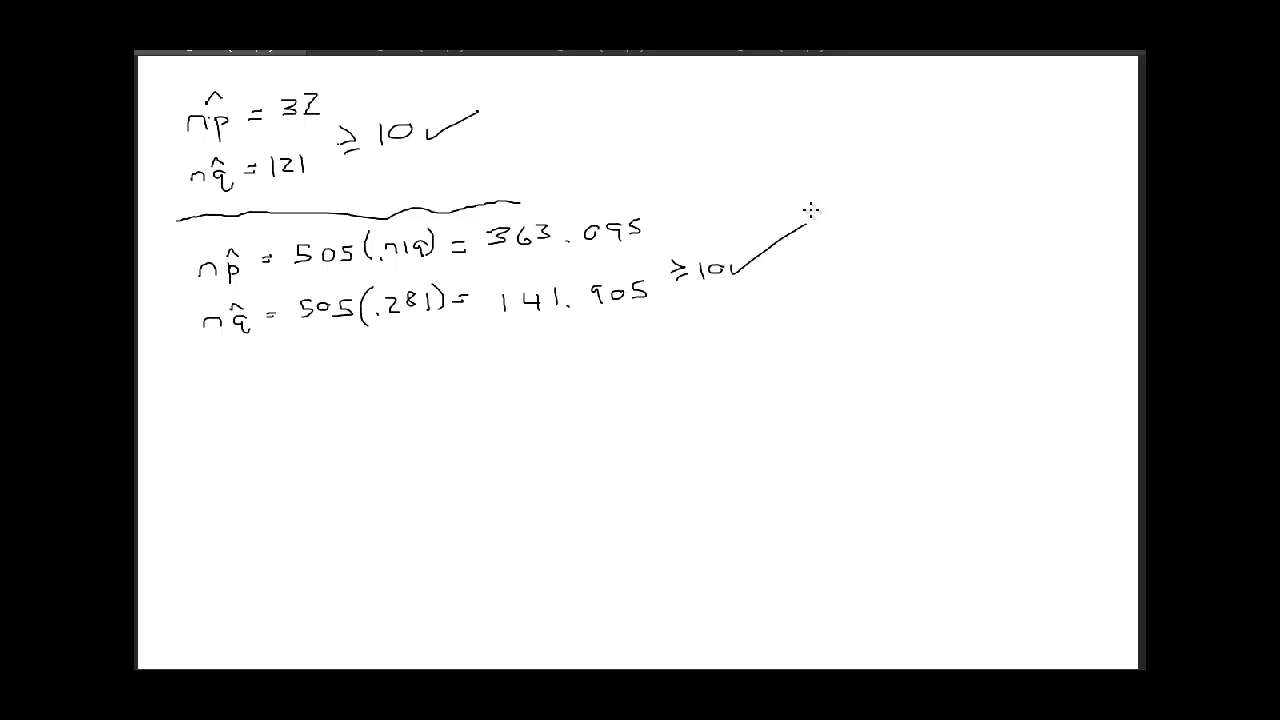 np̂ = 32
nq̂ = 121
≥ 10 ✓
np̂ = 505(.719) = 363.095
nq̂ = 505(.281) = 141.905
≥ 10 ✓